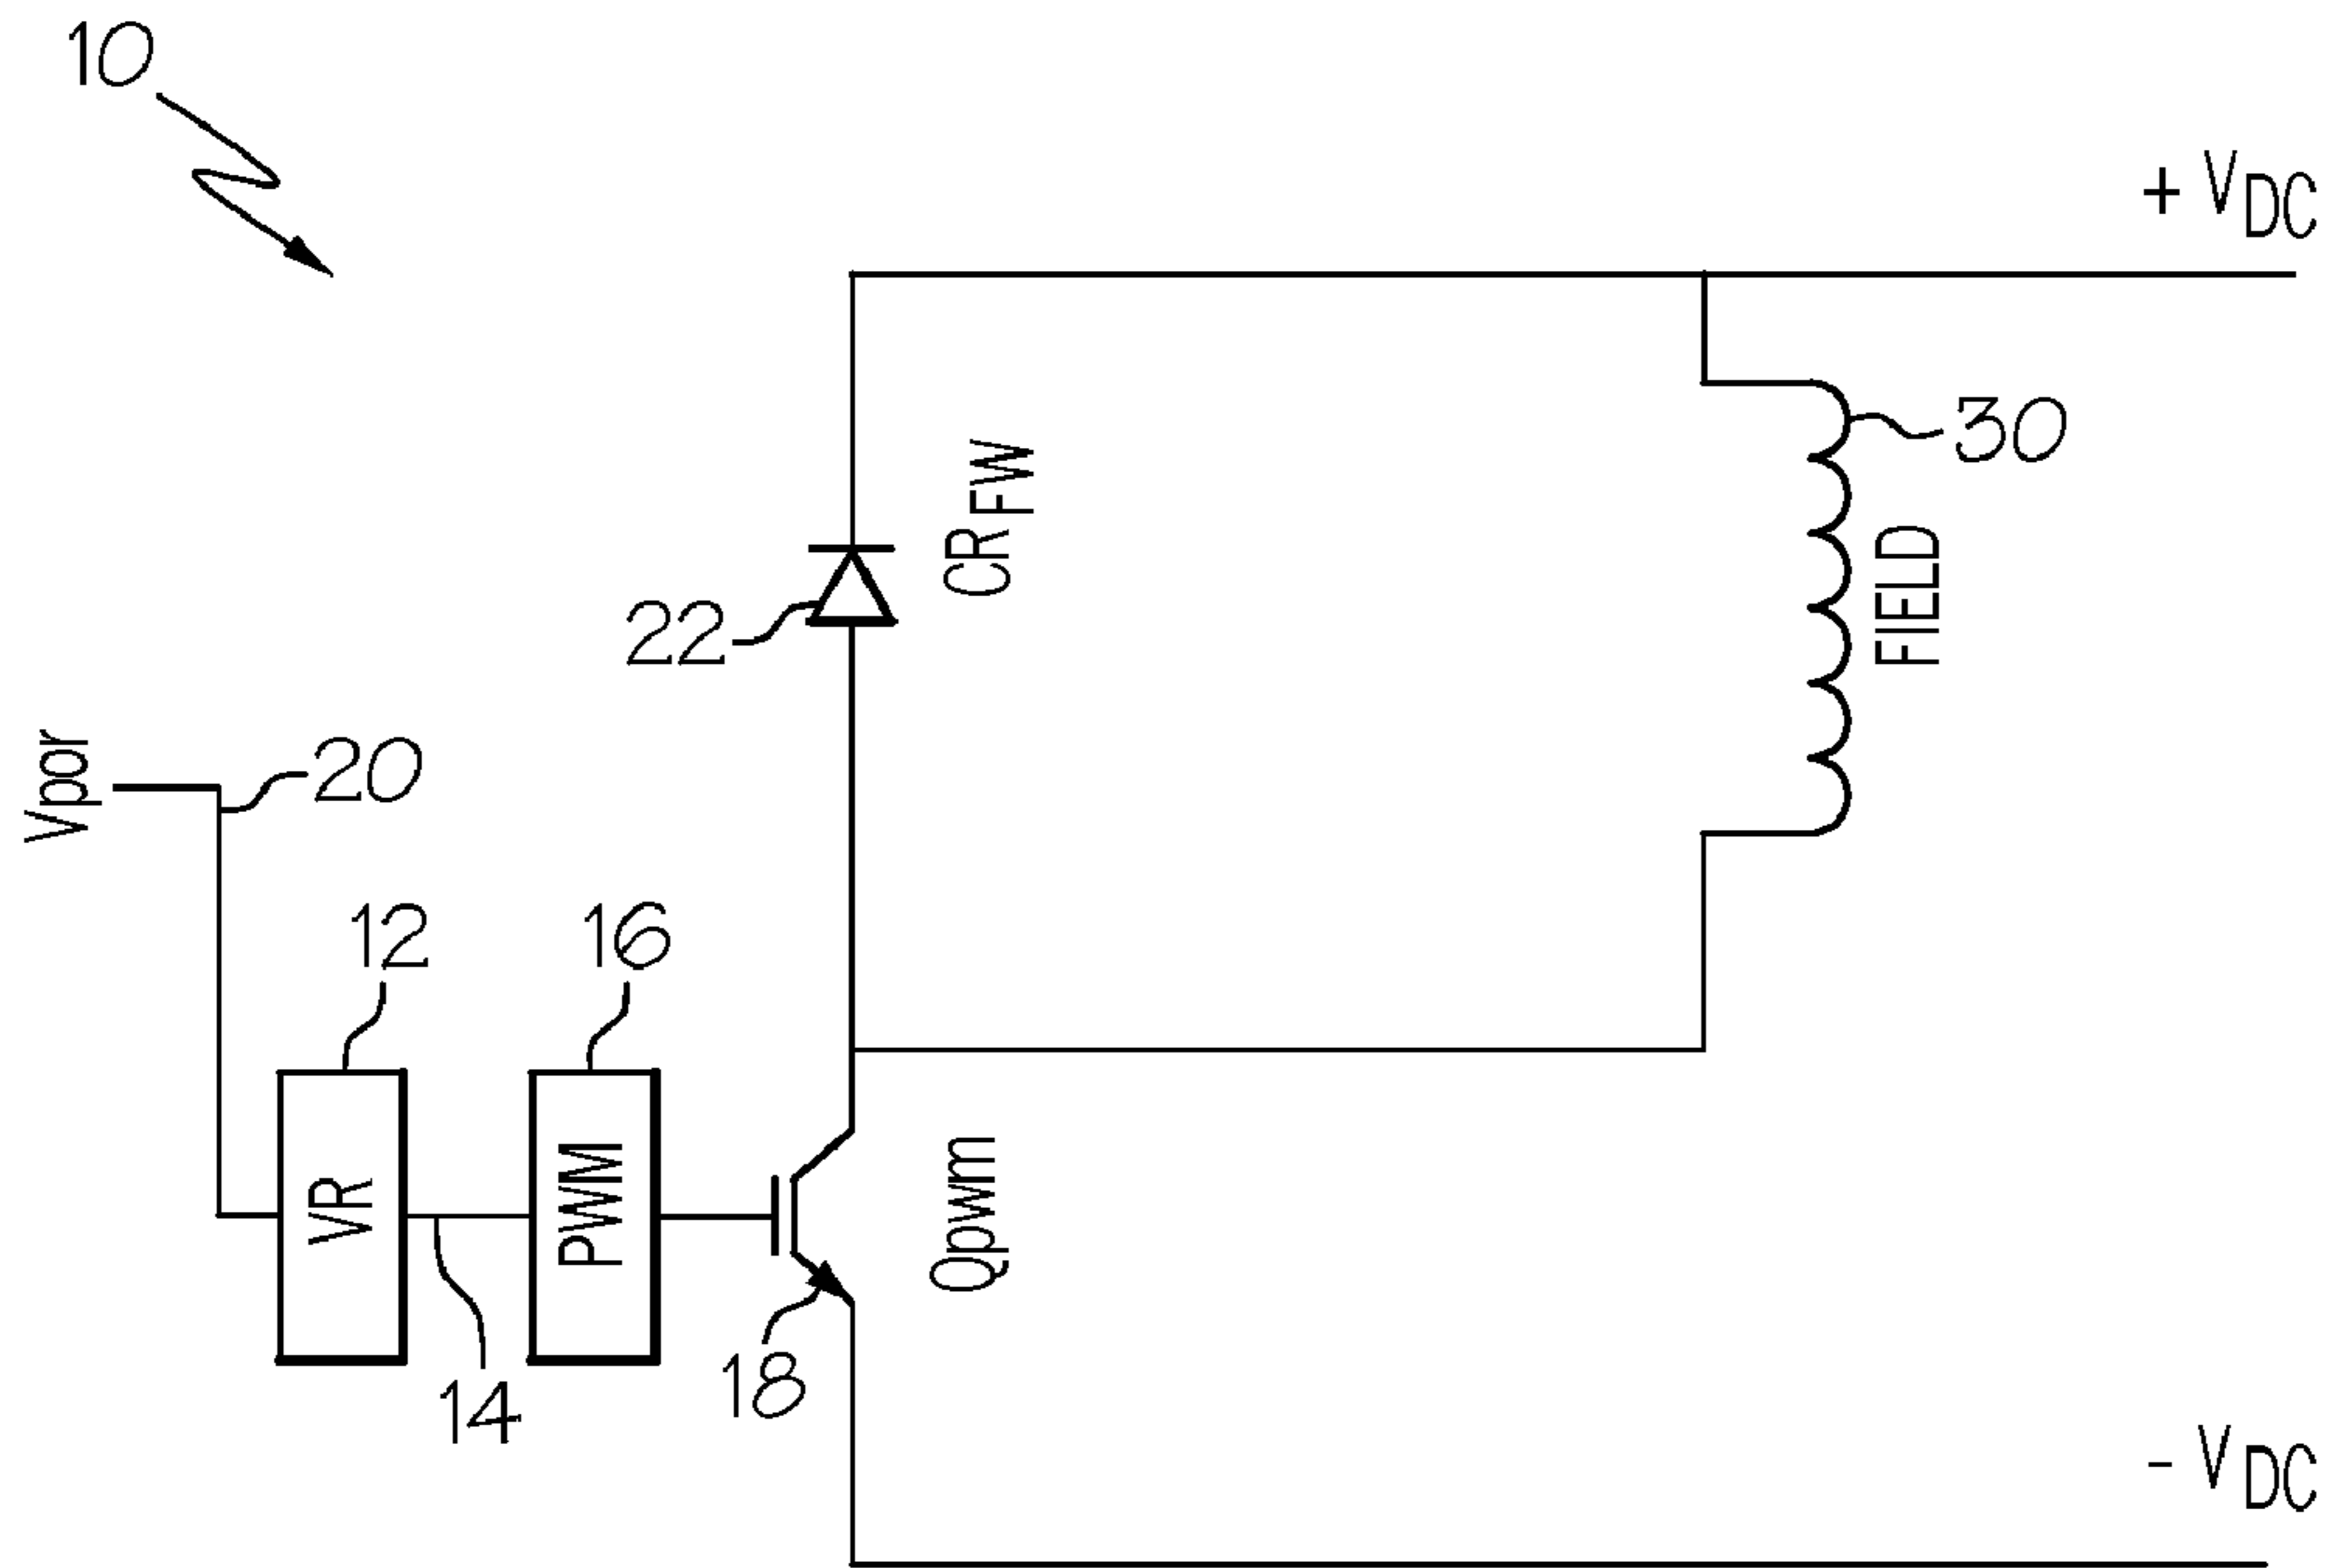 10
+ VDC
30
CRFW
FIELD
22
Vpor
20
12
16
VR
PWM
Qpwm
14
18
- VDC